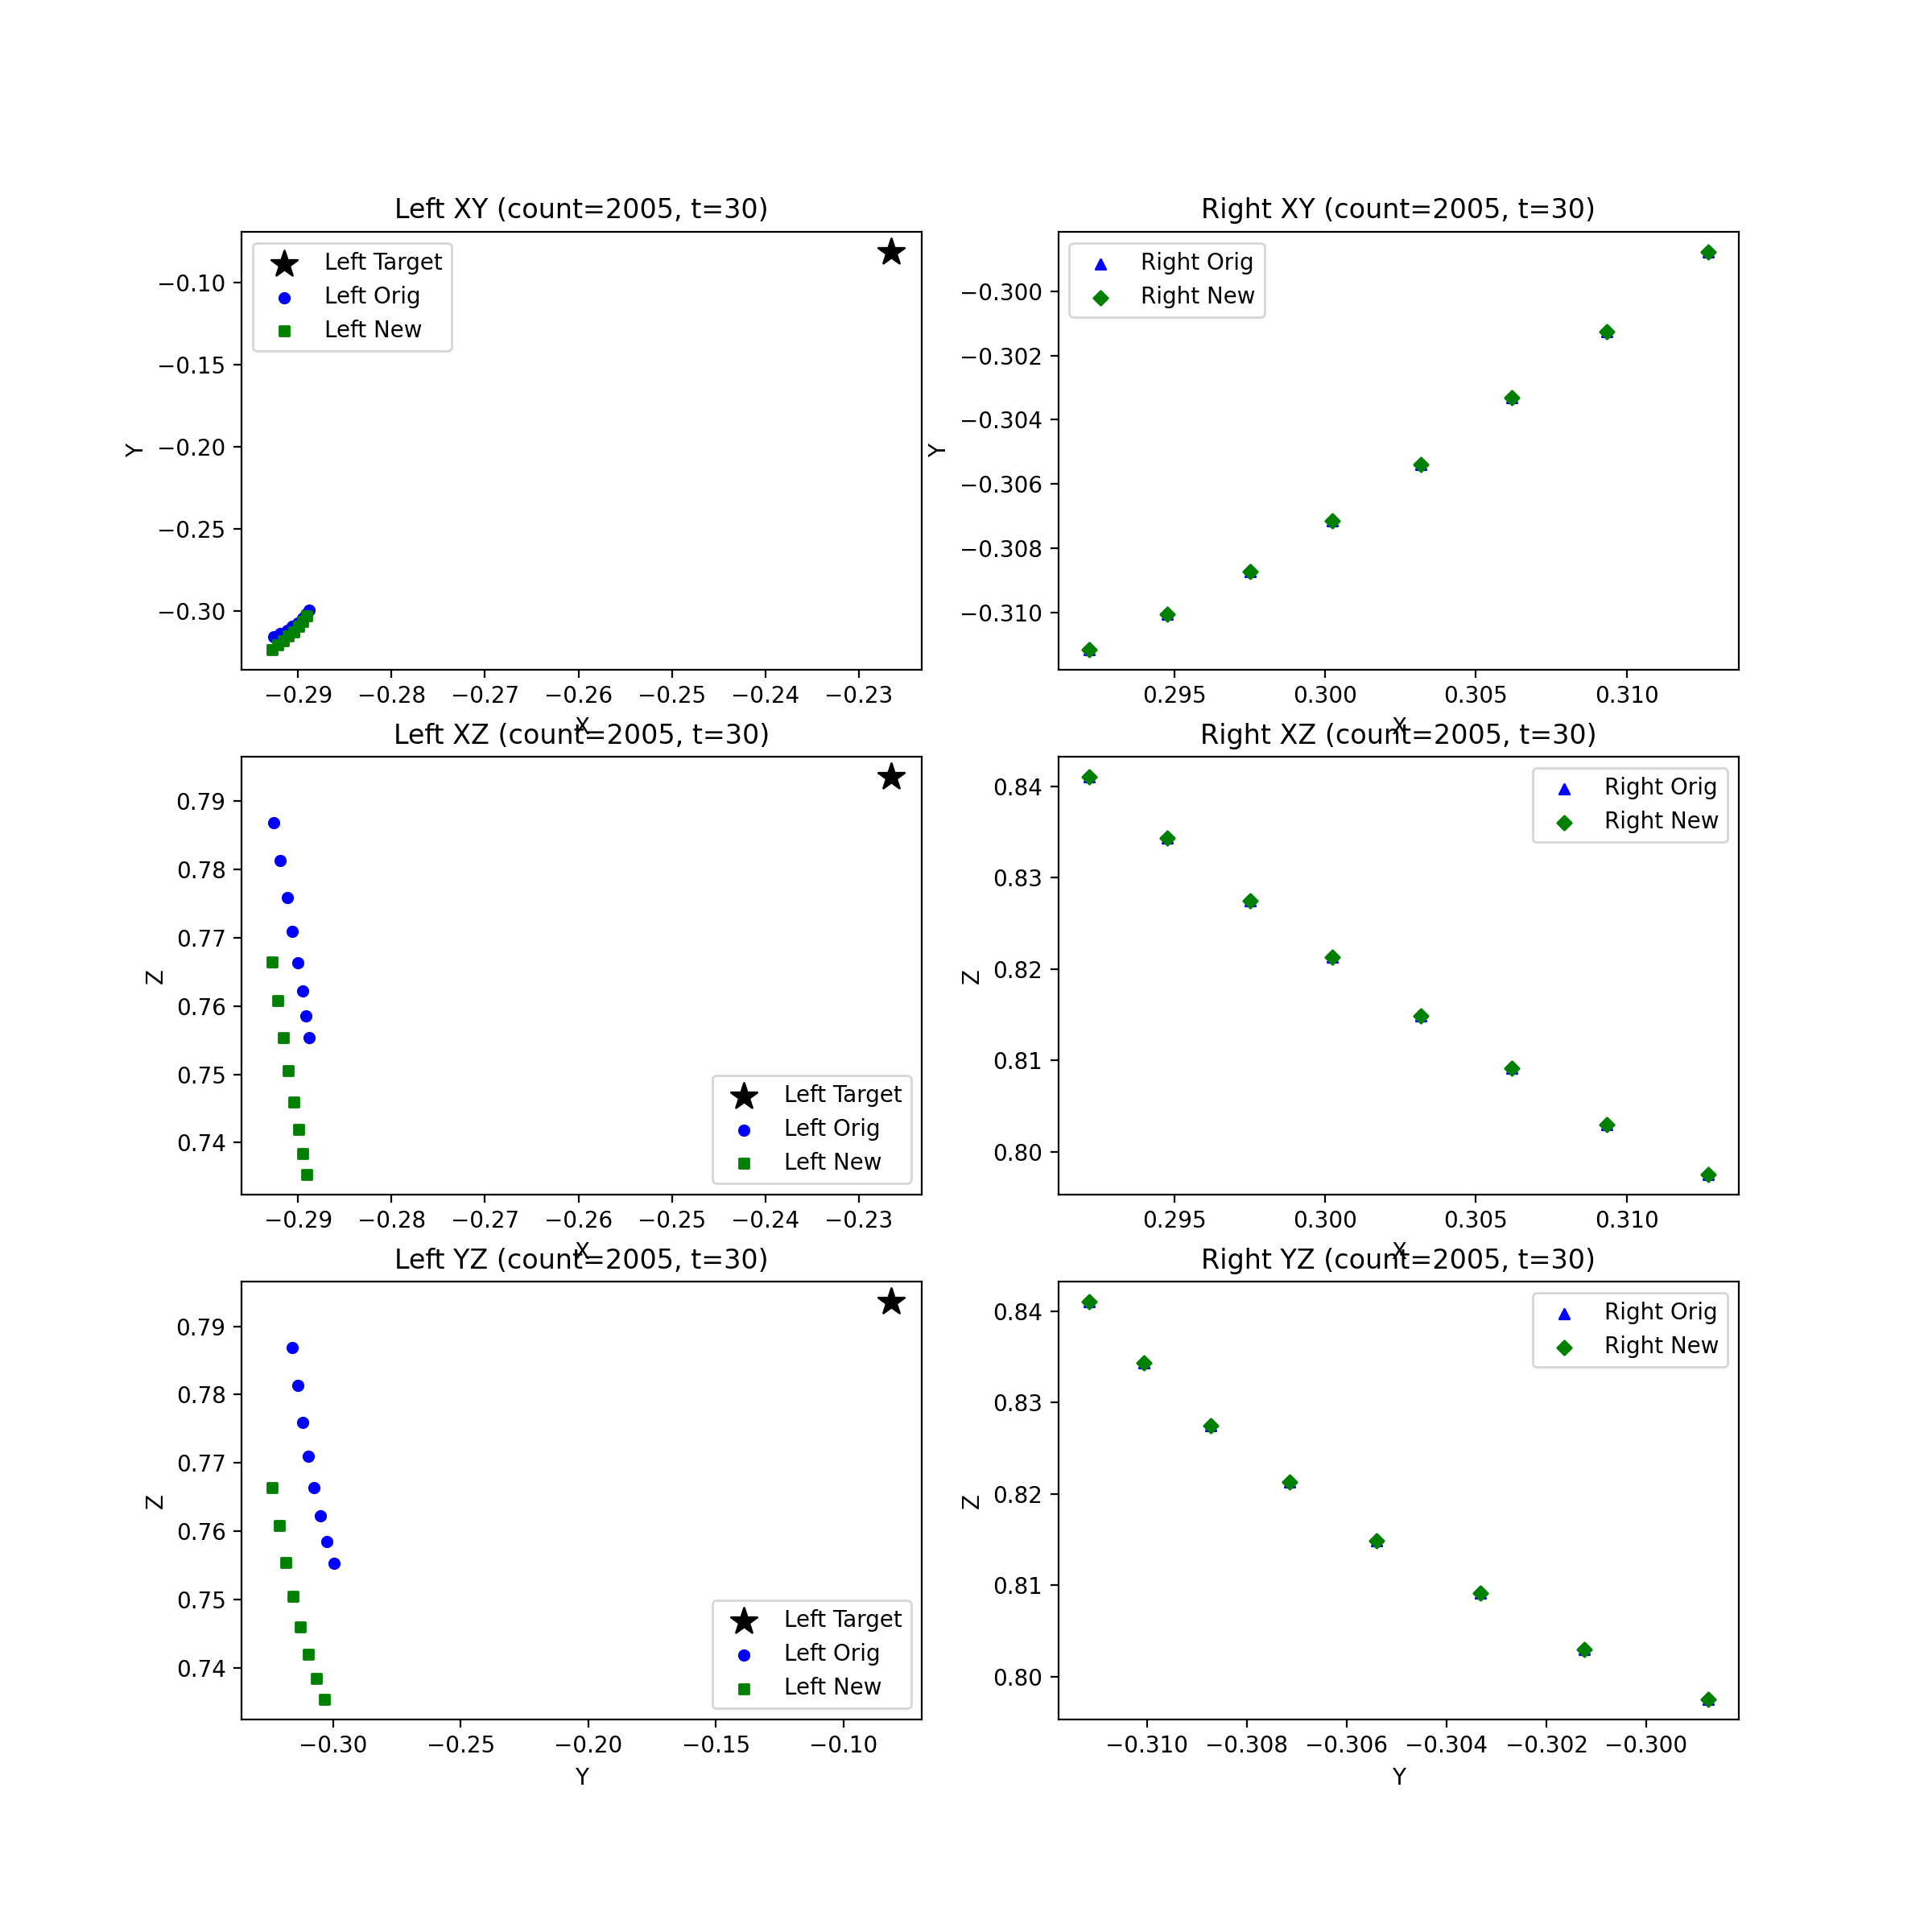 Left XY (count=2005, t=30)
Left Target
Left Orig
Left New
−0.10
−0.15
−0.20
−0.25
−0.30
Y
−0.29 −0.28 −0.27 −0.26 −0.25 −0.24 −0.23
X
Right XY (count=2005, t=30)
Right Orig
Right New
−0.300
−0.302
−0.304
−0.306
−0.308
−0.310
Y
0.295 0.300 0.305 0.310
X
Left XZ (count=2005, t=30)
0.79
0.78
0.77
0.76
0.75
0.74
Z
Left Target
Left Orig
Left New
−0.29 −0.28 −0.27 −0.26 −0.25 −0.24 −0.23
X
Right XZ (count=2005, t=30)
Right Orig
Right New
0.84
0.83
0.82
0.81
0.80
Z
0.295 0.300 0.305 0.310
X
Left YZ (count=2005, t=30)
0.79
0.78
0.77
0.76
0.75
0.74
Z
Left Target
Left Orig
Left New
−0.30 −0.25 −0.20 −0.15 −0.10
Y
Right YZ (count=2005, t=30)
Right Orig
Right New
0.84
0.83
0.82
0.81
0.80
Z
−0.310 −0.308 −0.306 −0.304 −0.302 −0.300
Y